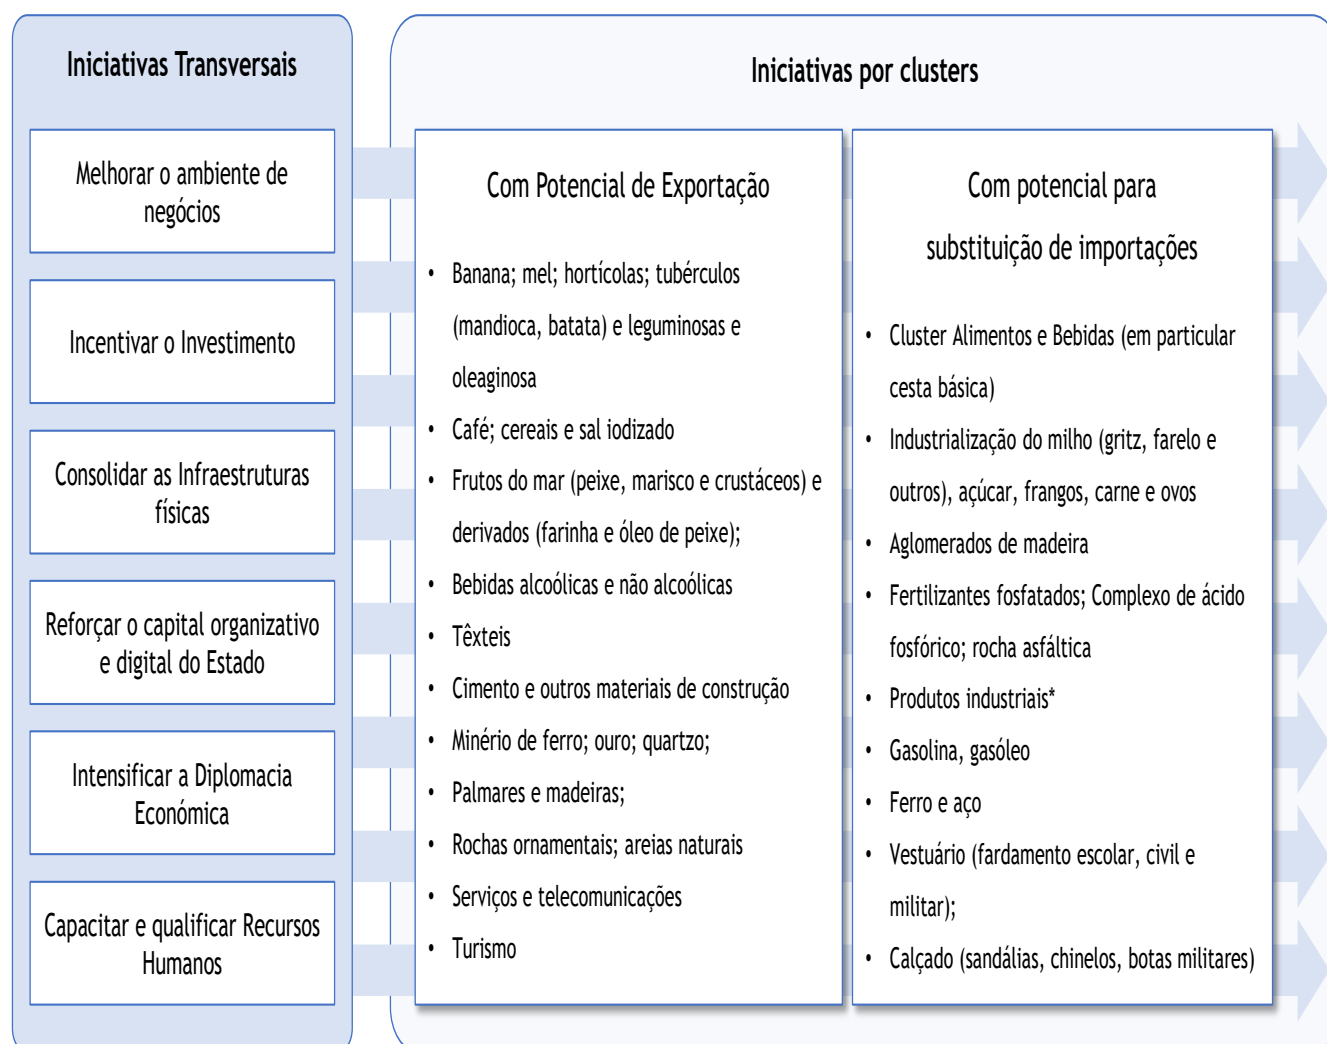 Iniciativas Transversais
Melhorar o ambiente de
negócios
Incentivar o Investimento
Consolidar as Infraestruturas
físicas
Reforçar o capital organizativo
e digital do Estado
Intensificar a Diplomacia
Económica
Capacitar e qualificar Recursos
Humanos
Iniciativas por clusters
Com Potencial de Exportação
• Banana; mel; hortícolas; tubérculos
(mandioca, batata) e leguminosas e
oleaginosa
• Café; cereais e sal iodizado
• Frutos do mar (peixe, marisco e crustáceos) e
derivados (farinha e óleo de peixe);
• Bebidas alcoólicas e não alcoólicas
• Têxteis
• Cimento e outros materiais de construção
• Minério de ferro; ouro; quartzo;
• Palmares e madeiras;
• Rochas ornamentais; areias naturais
• Serviços e telecomunicações
• Turismo
Com potencial para
substituição de importações
• Cluster Alimentos e Bebidas (em particular
cesta básica)
• Industrialização do milho (gritz, farelo e
outros), açúcar, frangos, carne e ovos
• Aglomerados de madeira
• Fertilizantes fosfatados; Complexo de ácido
fosfórico; rocha asfáltica
• Produtos industriais*
• Gasolina, gasóleo
• Ferro e aço
• Vestuário (fardamento escolar, civil e
militar);
• Calçado (sandálias, chinelos, botas militares)